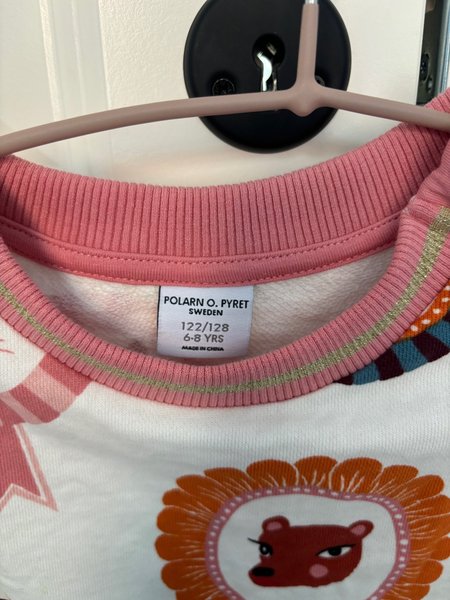 POLARN O. PYRET
SWEDEN
122/128
6-8 YRS
MADE IN CHINA